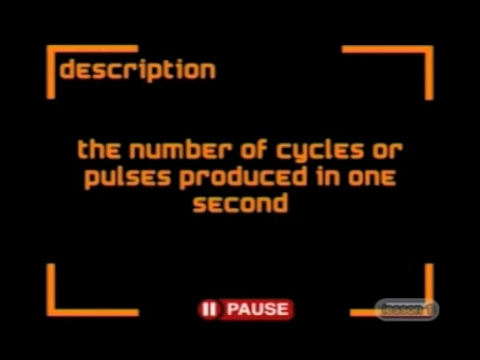 description
the number of cycles or
pulses produced in one
second
PAUSE